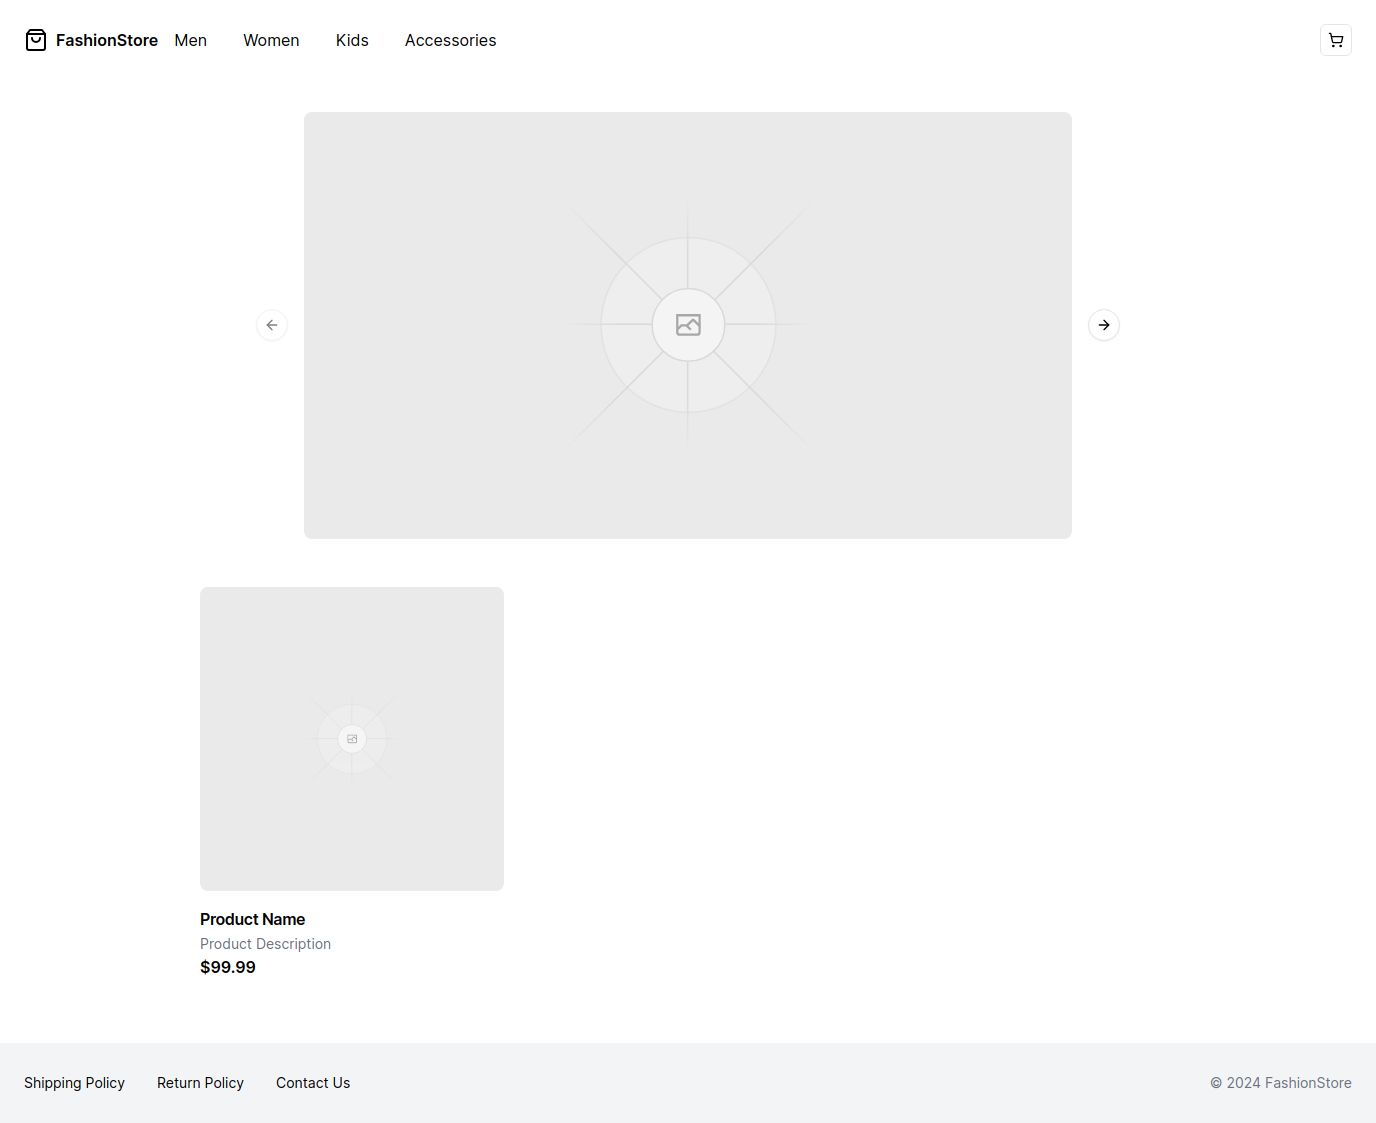 FashionStore Men Women Kids Accessories
Product Name
Product Description
$99.99
Shipping Policy Return Policy Contact Us © 2024 FashionStore